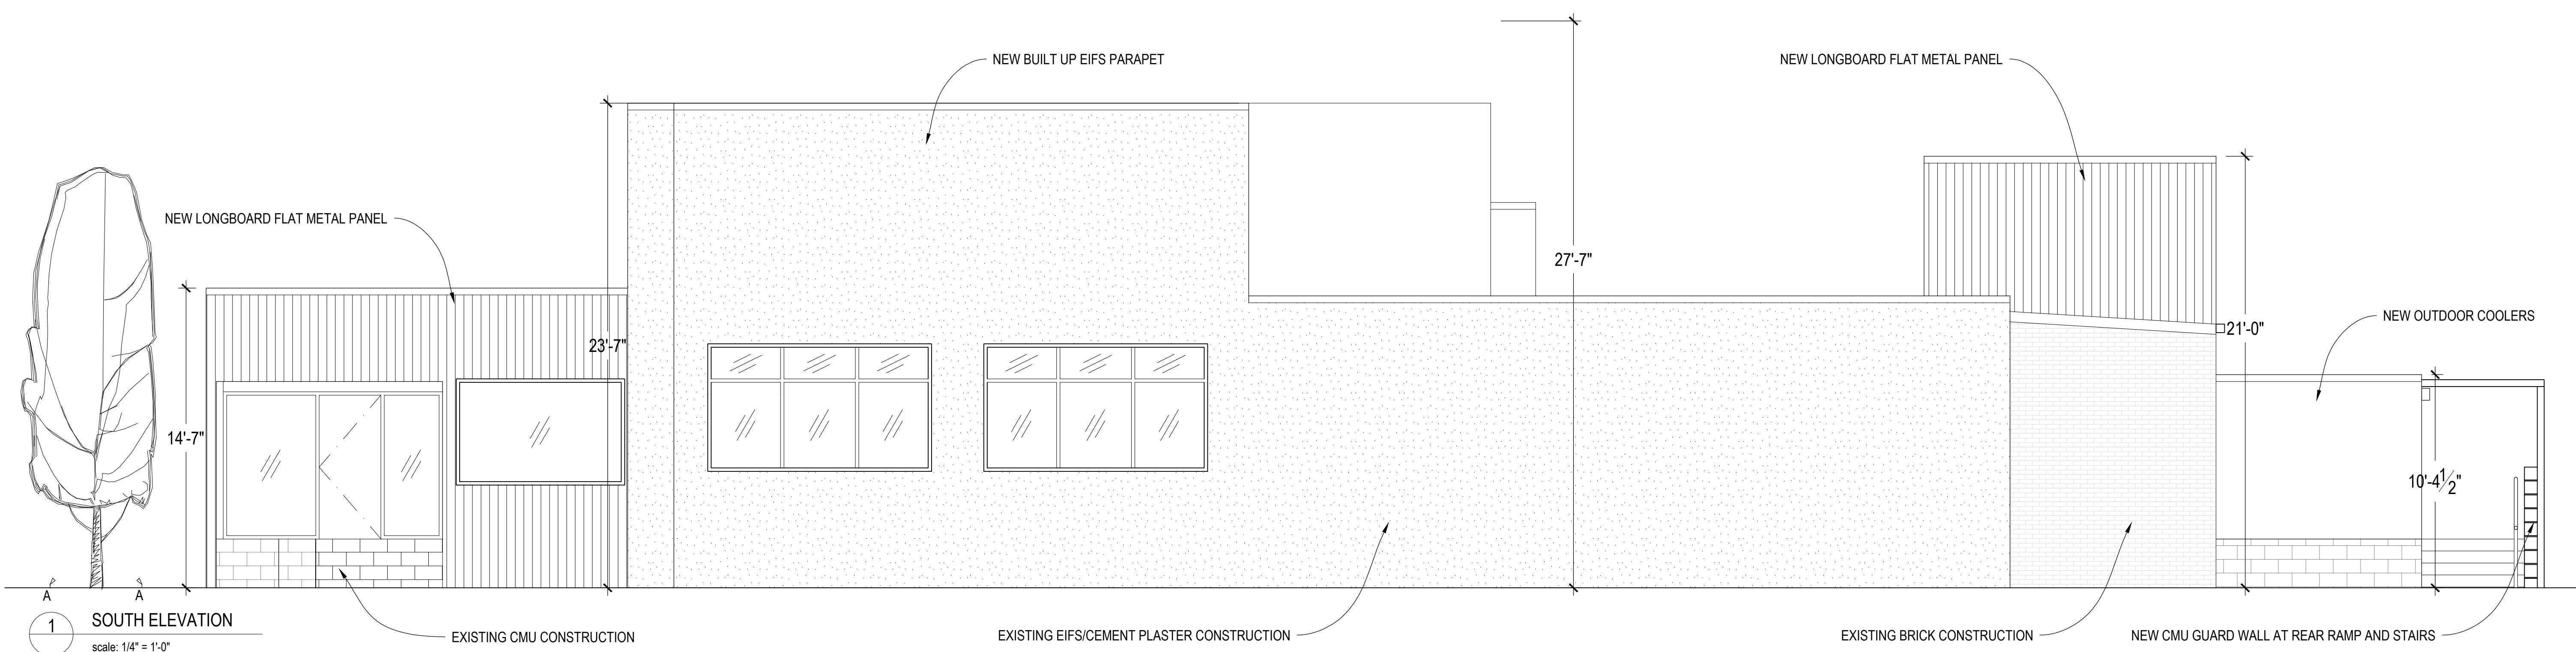 NEW BUILT UP EIFS PARAPET
NEW LONGBOARD FLAT METAL PANEL
NEW LONGBOARD FLAT METAL PANEL
27'-7"
NEW OUTDOOR COOLERS
21'-0"
23'-7"
14'-7"
10'-4 1/2"
A
A
1
SOUTH ELEVATION
scale: 1/4" = 1'-0"
EXISTING CMU CONSTRUCTION
EXISTING EIFS/CEMENT PLASTER CONSTRUCTION
EXISTING BRICK CONSTRUCTION
NEW CMU GUARD WALL AT REAR RAMP AND STAIRS